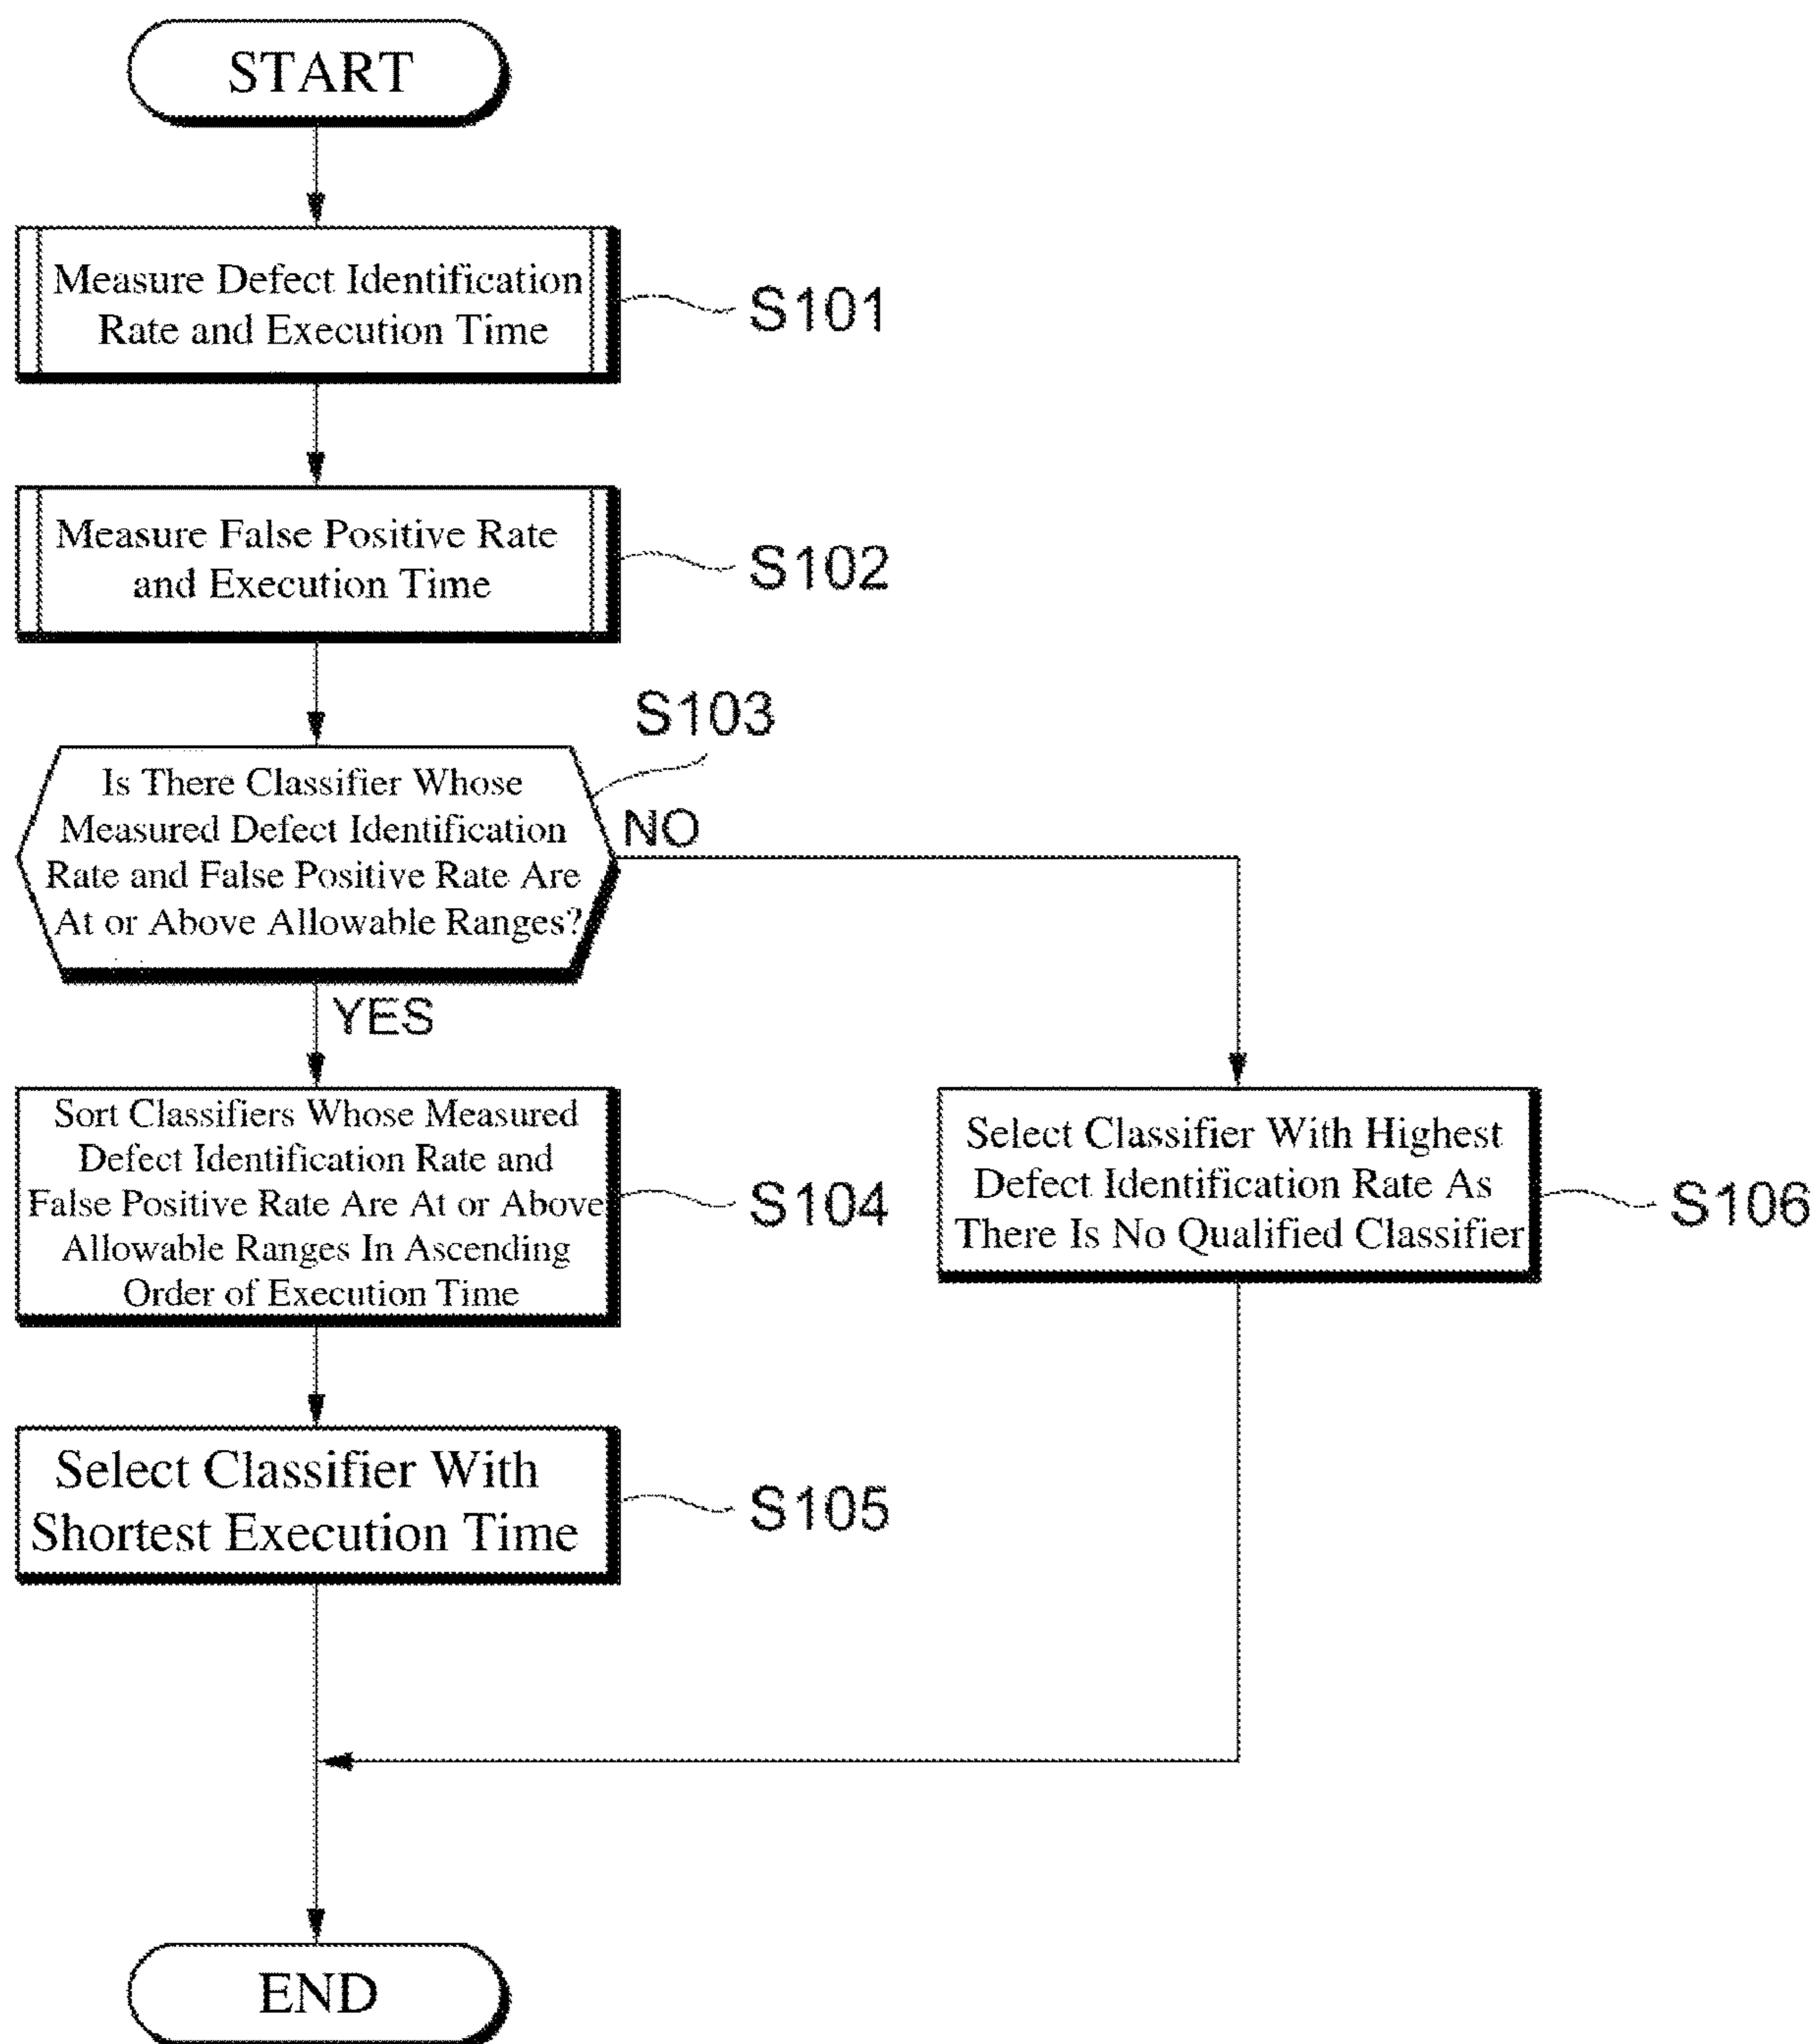 START
Measure Defect Identification
Rate and Execution Time
S101
Measure False Positive Rate
and Execution Time
S102
S103
Is There Classifier Whose
Measured Defect Identification
Rate and False Positive Rate Are
At or Above Allowable Ranges?
NO
YES
Sort Classifiers Whose Measured
Defect Identification Rate and
False Positive Rate Are At or Above
Allowable Ranges In Ascending
Order of Execution Time
S104
Select Classifier With Highest
Defect Identification Rate As
There Is No Qualified Classifier
S106
Select Classifier With
Shortest Execution Time
S105
END